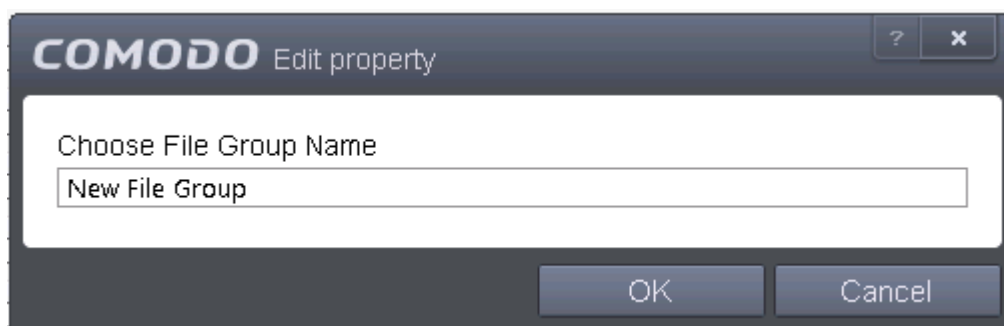 COMODO Edit property ? x
Choose File Group Name
New File Group
OK Cancel